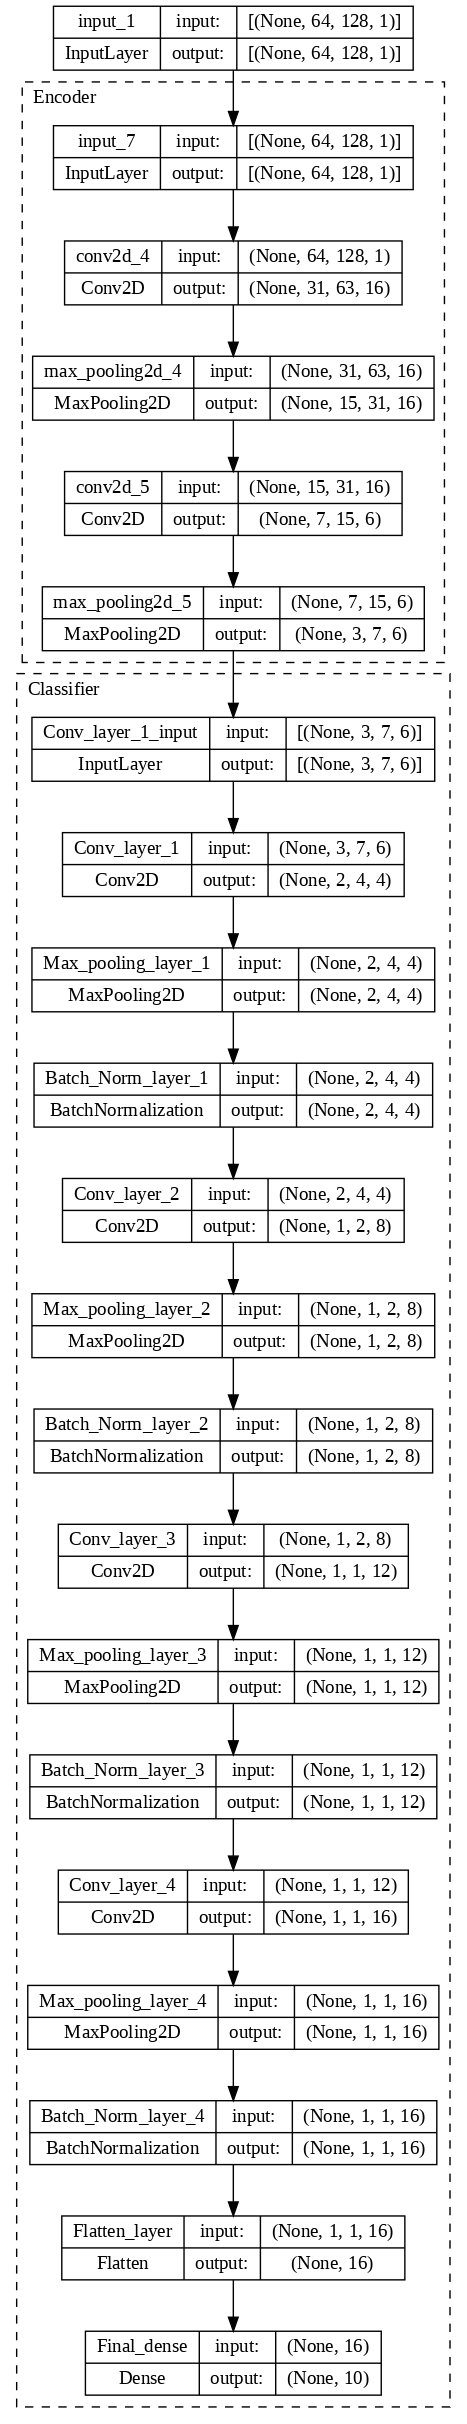 input_1 input: [(None, 64, 128, 1)]
InputLayer output: [(None, 64, 128, 1)]
Encoder
input_7 input: [(None, 64, 128, 1)]
InputLayer output: [(None, 64, 128, 1)]
conv2d_4 input: (None, 64, 128, 1)
Conv2D output: (None, 31, 63, 16)
max_pooling2d_4 input: (None, 31, 63, 16)
MaxPooling2D output: (None, 15, 31, 16)
conv2d_5 input: (None, 15, 31, 16)
Conv2D output: (None, 7, 15, 6)
max_pooling2d_5 input: (None, 7, 15, 6)
MaxPooling2D output: (None, 3, 7, 6)
Classifier
Conv_layer_1_input input: [(None, 3, 7, 6)]
InputLayer output: [(None, 3, 7, 6)]
Conv_layer_1 input: (None, 3, 7, 6)
Conv2D output: (None, 2, 4, 4)
Max_pooling_layer_1 input: (None, 2, 4, 4)
MaxPooling2D output: (None, 2, 4, 4)
Batch_Norm_layer_1 input: (None, 2, 4, 4)
BatchNormalization output: (None, 2, 4, 4)
Conv_layer_2 input: (None, 2, 4, 4)
Conv2D output: (None, 1, 2, 8)
Max_pooling_layer_2 input: (None, 1, 2, 8)
MaxPooling2D output: (None, 1, 2, 8)
Batch_Norm_layer_2 input: (None, 1, 2, 8)
BatchNormalization output: (None, 1, 2, 8)
Conv_layer_3 input: (None, 1, 2, 8)
Conv2D output: (None, 1, 1, 12)
Max_pooling_layer_3 input: (None, 1, 1, 12)
MaxPooling2D output: (None, 1, 1, 12)
Batch_Norm_layer_3 input: (None, 1, 1, 12)
BatchNormalization output: (None, 1, 1, 12)
Conv_layer_4 input: (None, 1, 1, 12)
Conv2D output: (None, 1, 1, 16)
Max_pooling_layer_4 input: (None, 1, 1, 16)
MaxPooling2D output: (None, 1, 1, 16)
Batch_Norm_layer_4 input: (None, 1, 1, 16)
BatchNormalization output: (None, 1, 1, 16)
Flatten_layer input: (None, 1, 1, 16)
Flatten output: (None, 16)
Final_dense input: (None, 16)
Dense output: (None, 10)